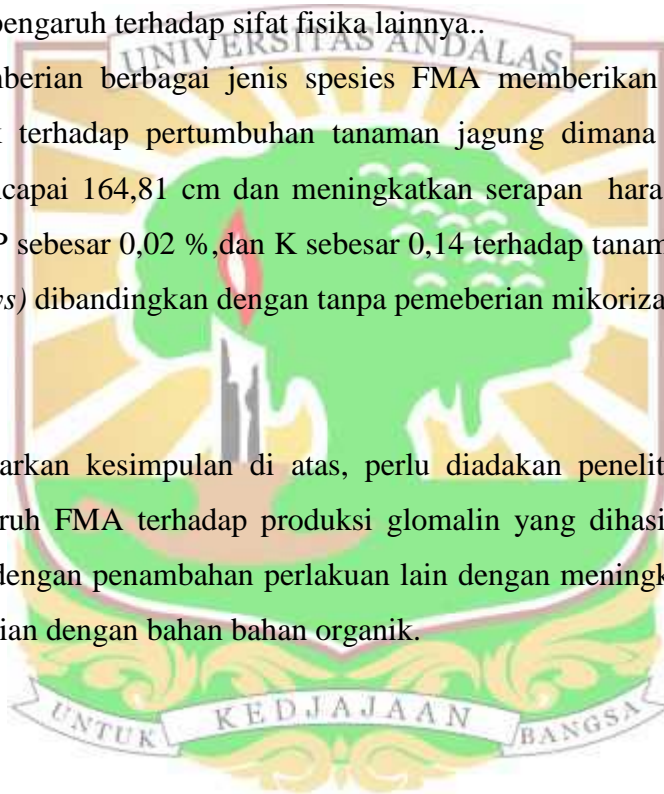 pengaruh terhadap sifat fisika lainnya..
UNIVERSITAS ANDALAS
berian berbagai jenis spesies FMA memberikan
terhadap pertumbuhan tanaman jagung dimana
capai 164,81 cm dan meningkatkan serapan hara
P sebesar 0,02 %,dan K sebesar 0,14 terhadap tanam
ys) dibandingkan dengan tanpa pemeberian mikoriza
arkan kesimpulan di atas, perlu diadakan penelit
ruh FMA terhadap produksi glomalin yang dihasi
dengan penambahan perlakuan lain dengan meningk
ian dengan bahan bahan organik.
UNTUK KEDJAJAAN BANGSA